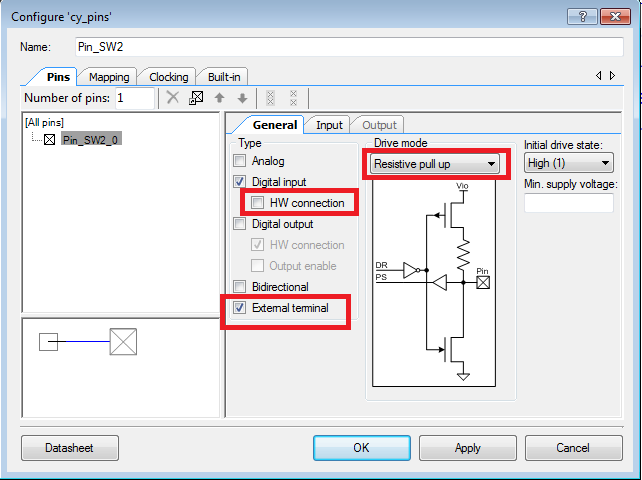 Configure 'cy_pins'
Name: Pin_SW2
Pins Mapping Clocking Built-in
Number of pins: 1
[All pins]
Pin_SW2_0
General Input Output
Type
Analog
Digital input
HW connection
Digital output
HW connection
Output enable
Bidirectional
External terminal
Drive mode
Resistive pull up
Vio
DR
PS
Pin
Initial drive state:
High (1)
Min. supply voltage:
Datasheet OK Apply Cancel